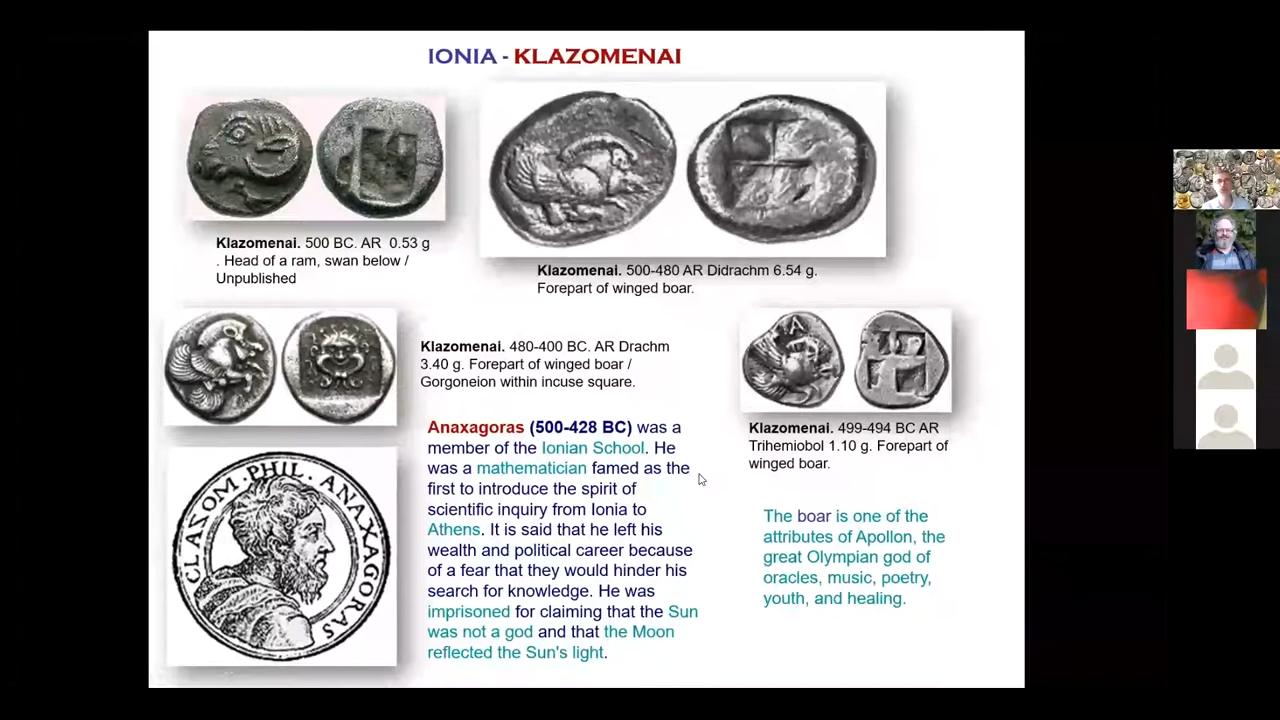 IONIA - KLAZOMENAI
Klazomenai. 500 BC. AR 0.53 g
. Head of a ram, swan below /
Unpublished
Klazomenai. 500-480 AR Didrachm 6.54 g.
Forepart of winged boar.
Klazomenai. 480-400 BC. AR Drachm
3.40 g. Forepart of winged boar /
Gorgoneion within incuse square.
A
Klazomenai. 499-494 BC AR
Trihemiobol 1.10 g. Forepart of
winged boar.
CLAZOM·PHIL·ANAXAGORAS
Anaxagoras (500-428 BC) was a
member of the Ionian School. He
was a mathematician famed as the
first to introduce the spirit of
scientific inquiry from Ionia to
Athens. It is said that he left his
wealth and political career because
of a fear that they would hinder his
search for knowledge. He was
imprisoned for claiming that the Sun
was not a god and that the Moon
reflected the Sun's light.
The boar is one of the
attributes of Apollon, the
great Olympian god of
oracles, music, poetry,
youth, and healing.